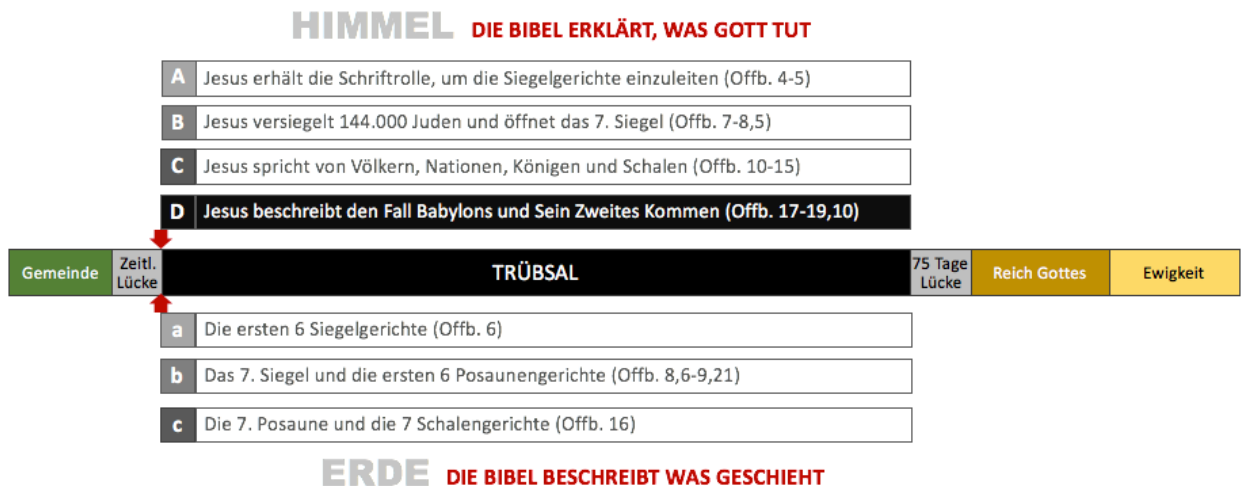 HIMMEL DIE BIBEL ERKLÄRT, WAS GOTT TUT
A Jesus erhält die Schriftrolle, um die Siegelgerichte einzuleiten (Offb. 4-5)
B Jesus versiegelt 144.000 Juden und öffnet das 7. Siegel (Offb. 7-8,5)
C Jesus spricht von Völkern, Nationen, Königen und Schalen (Offb. 10-15)
D Jesus beschreibt den Fall Babylons und Sein Zweites Kommen (Offb. 17-19,10)
Gemeinde
Zeitl.
Lücke
TRÜBSAL
75 Tage
Lücke
Reich Gottes
Ewigkeit
a Die ersten 6 Siegelgerichte (Offb. 6)
b Das 7. Siegel und die ersten 6 Posaunengerichte (Offb. 8,6-9,21)
c Die 7. Posaune und die 7 Schalengerichte (Offb. 16)
ERDE DIE BIBEL BESCHREIBT WAS GESCHIEHT